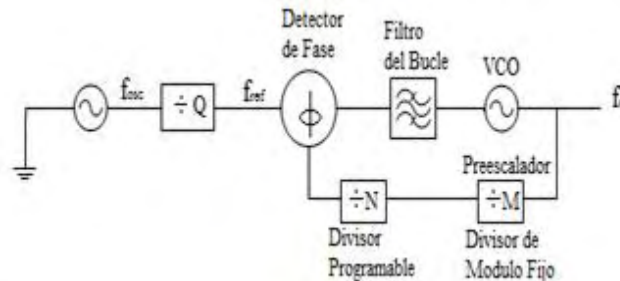 Detector
de Fase
Filtro
del Bucle
VCO
fosc
÷ Q
fref
ϕ
f
Preescalador
÷N
÷M
Divisor
Programable
Divisor de
Modulo Fijo